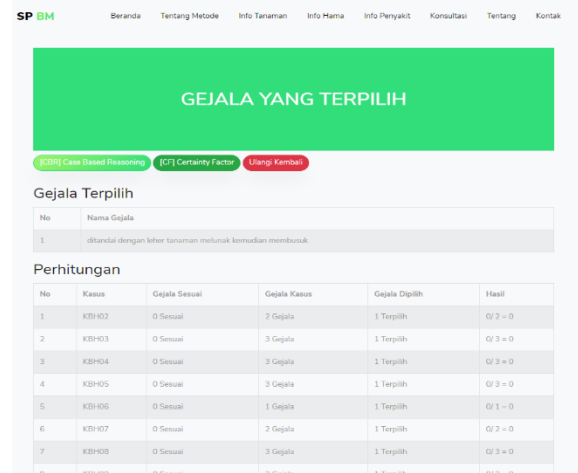 SP BM Beranda Tentang Metode Info Tanaman Info Hama Info Penyakit Konsultasi Tentang Kontak
GEJALA YANG TERPILIH
[CBR] Case Based Reasoning [CF] Certainty Factor Ulangi Kembali
Gejala Terpilih
No Nama Gejala
1 ditandai dengan leher tanaman melunak kemudian membusuk
Perhitungan
No Kasus Gejala Sesuai Gejala Kasus Gejala Dipilih Hasil
1 KBH02 0 Sesuai 2 Gejala 1 Terpilih 0/ 2 = 0
2 KBH03 0 Sesuai 3 Gejala 1 Terpilih 0/ 3 = 0
3 KBH04 0 Sesuai 3 Gejala 1 Terpilih 0/ 3 = 0
4 KBH05 0 Sesuai 3 Gejala 1 Terpilih 0/ 3 = 0
5 KBH06 0 Sesuai 1 Gejala 1 Terpilih 0/ 1 = 0
6 KBH07 0 Sesuai 2 Gejala 1 Terpilih 0/ 2 = 0
7 KBH08 0 Sesuai 3 Gejala 1 Terpilih 0/ 3 = 0